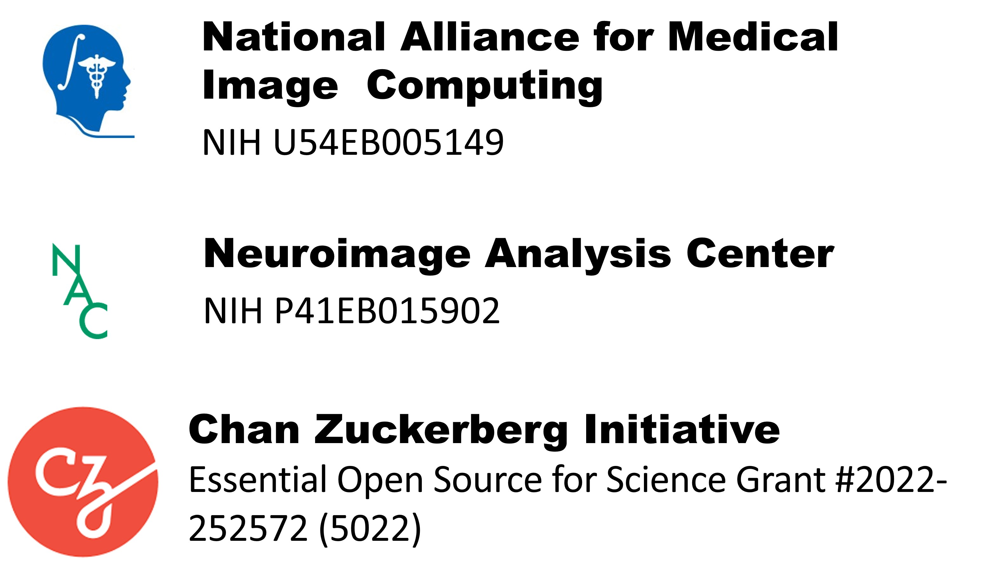 National Alliance for Medical
Image  Computing
NIH U54EB005149
N
A
C
Neuroimage Analysis Center
NIH P41EB015902
CZ
Chan Zuckerberg Initiative
Essential Open Source for Science Grant #2022-
252572 (5022)